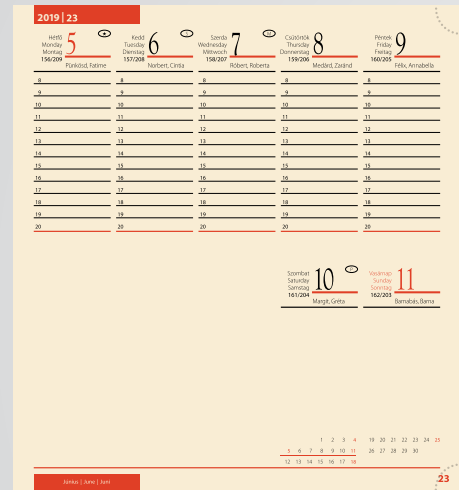 2019 | 23
Hétfő
Monday
Montag
156/209
5
Pünkösd, Fatime
Kedd
Tuesday
Dienstag
157/208
6
Norbert, Cintia
Szerda
Wednesday
Mittwoch
158/207
7
Róbert, Roberta
Csütörtök
Thursday
Donnerstag
159/206
8
Medárd, Zaránd
Péntek
Friday
Freitag
160/205
9
Félix, Annabella
8 8 8 8 8
9 9 9 9 9
10 10 10 10 10
11 11 11 11 11
12 12 12 12 12
13 13 13 13 13
14 14 14 14 14
15 15 15 15 15
16 16 16 16 16
17 17 17 17 17
18 18 18 18 18
19 19 19 19 19
20 20 20 20 20
Szombat
Saturday
Samstag
161/204
10
Margit, Gréta
Vasárnap
Sunday
Sonntag
162/203
11
Barnabás, Barna
1 2 3 4 19 20 21 22 23 24 25
5 6 7 8 9 10 11 26 27 28 29 30
12 13 14 15 16 17 18
Június | June | Juni
23